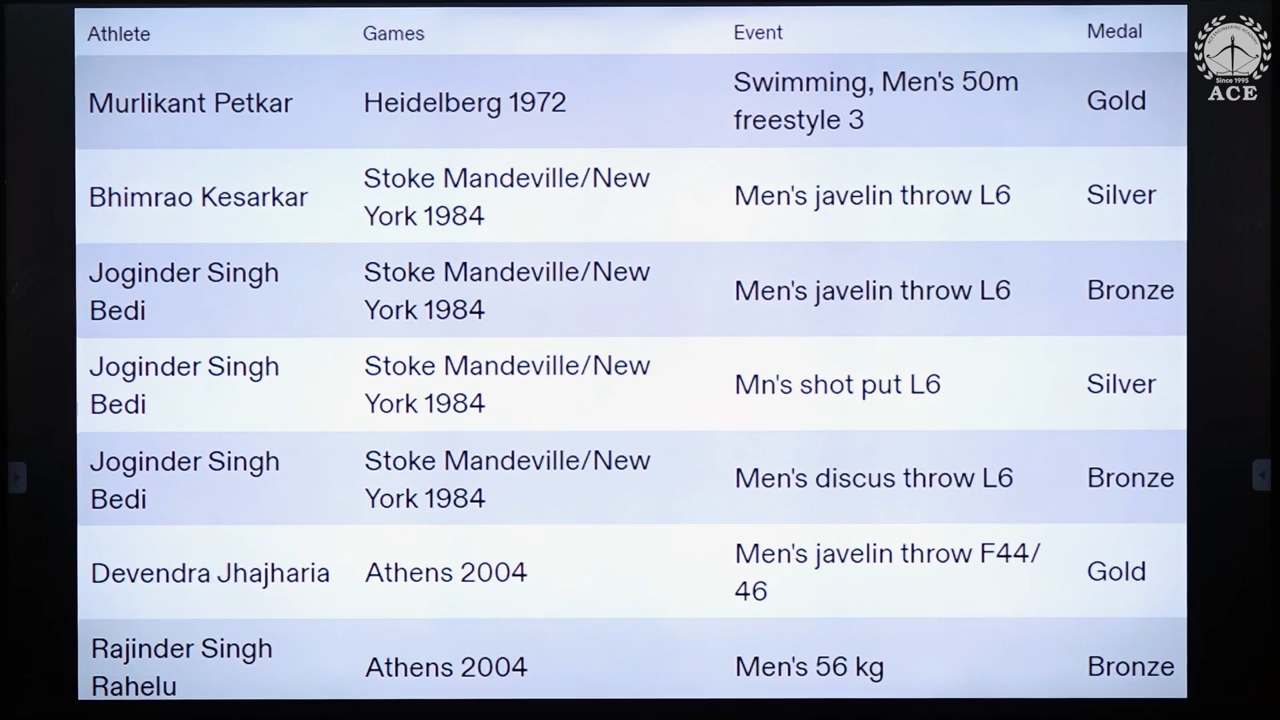 Athlete Games Event Medal
Murlikant Petkar Heidelberg 1972 Swimming, Men's 50m
freestyle 3 Gold
Bhimrao Kesarkar Stoke Mandeville/New
York 1984 Men's javelin throw L6 Silver
Joginder Singh
Bedi Stoke Mandeville/New
York 1984 Men's javelin throw L6 Bronze
Joginder Singh
Bedi Stoke Mandeville/New
York 1984 Mn's shot put L6 Silver
Joginder Singh
Bedi Stoke Mandeville/New
York 1984 Men's discus throw L6 Bronze
Devendra Jhajharia Athens 2004 Men's javelin throw F44/
46 Gold
Rajinder Singh
Rahelu Athens 2004 Men's 56 kg Bronze
Since 1995
ACE